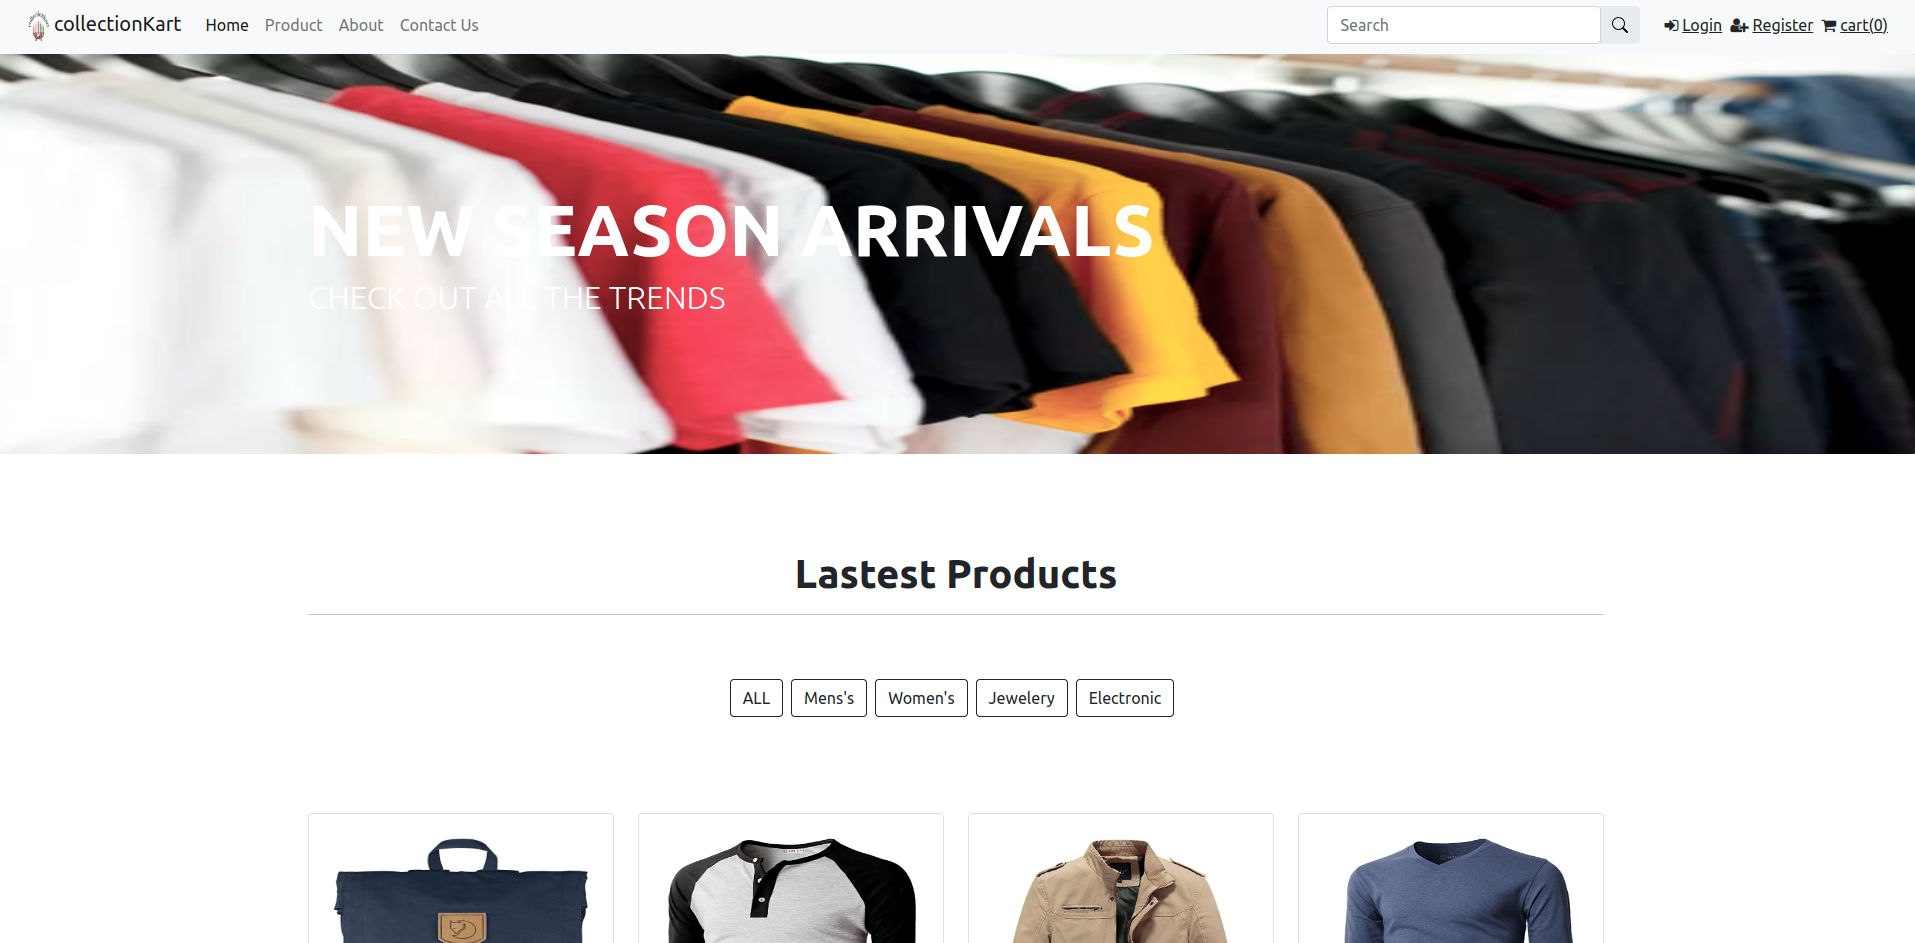 collectionKart Home Product About Contact Us Search Login Register cart(0)
NEW SEASON ARRIVALS
CHECK OUT ALL THE TRENDS
Lastest Products
ALL Mens's Women's Jewelery Electronic